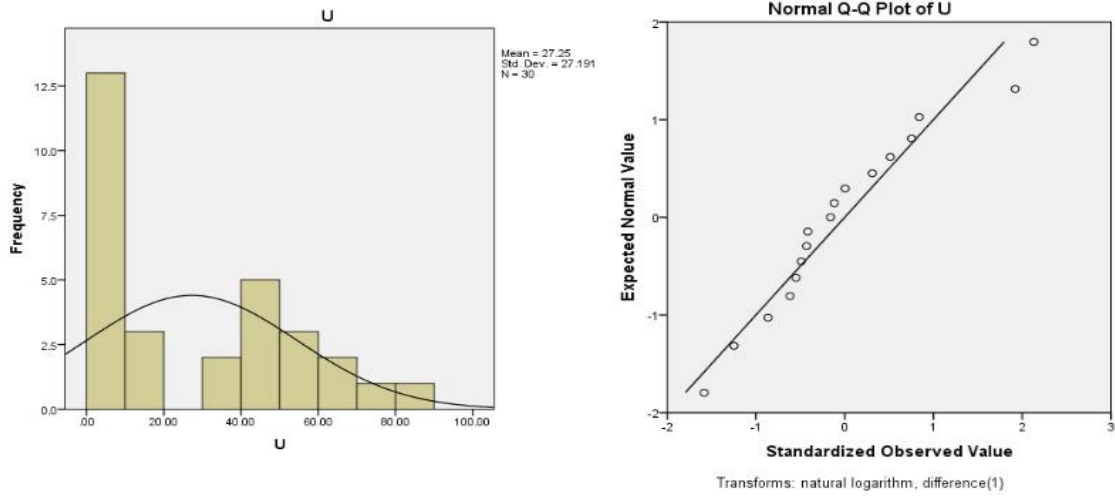 U
Mean = 27.25
Std. Dev. = 27.191
N = 30
Frequency
12.5
10.0
7.5
5.0
2.5
0.0
.00 20.00 40.00 60.00 80.00 100.00
U
Normal Q-Q Plot of U
Expected Normal Value
2
1
0
-1
-2
-2 -1 0 1 2 3
Standardized Observed Value
Transforms: natural logarithm, difference(1)